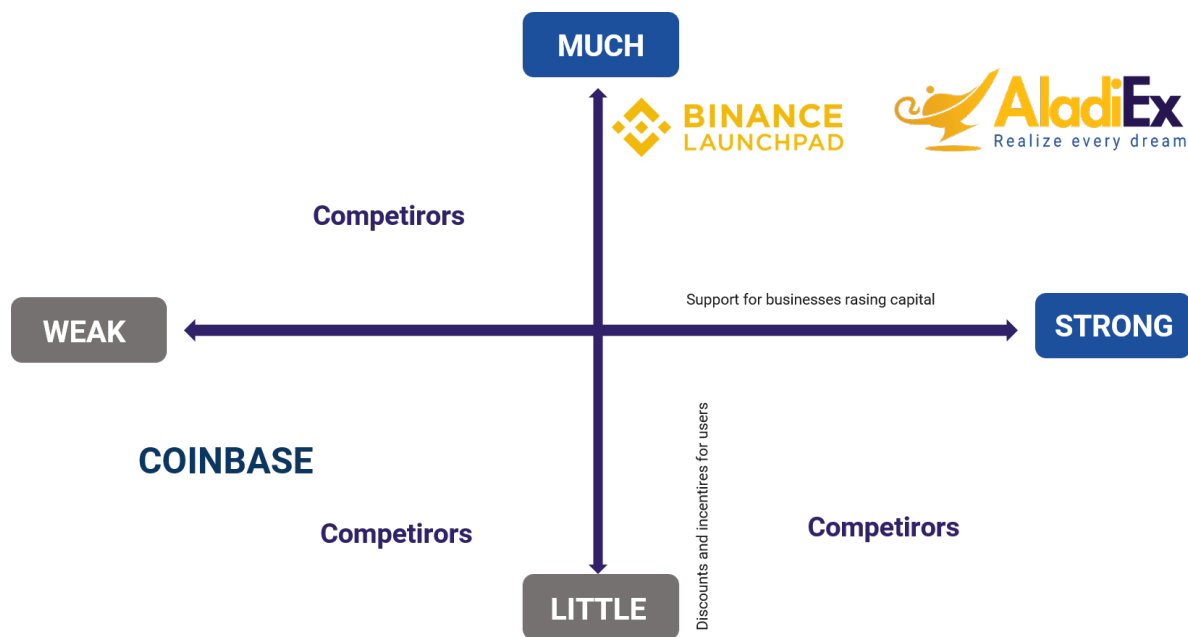 MUCH
BINANCE
LAUNCHPAD
AladiEx
Realize every dream
Competirors
Support for businesses rasing capital
WEAK
STRONG
Discounts and incentires for users
COINBASE
Competirors
Competirors
LITTLE